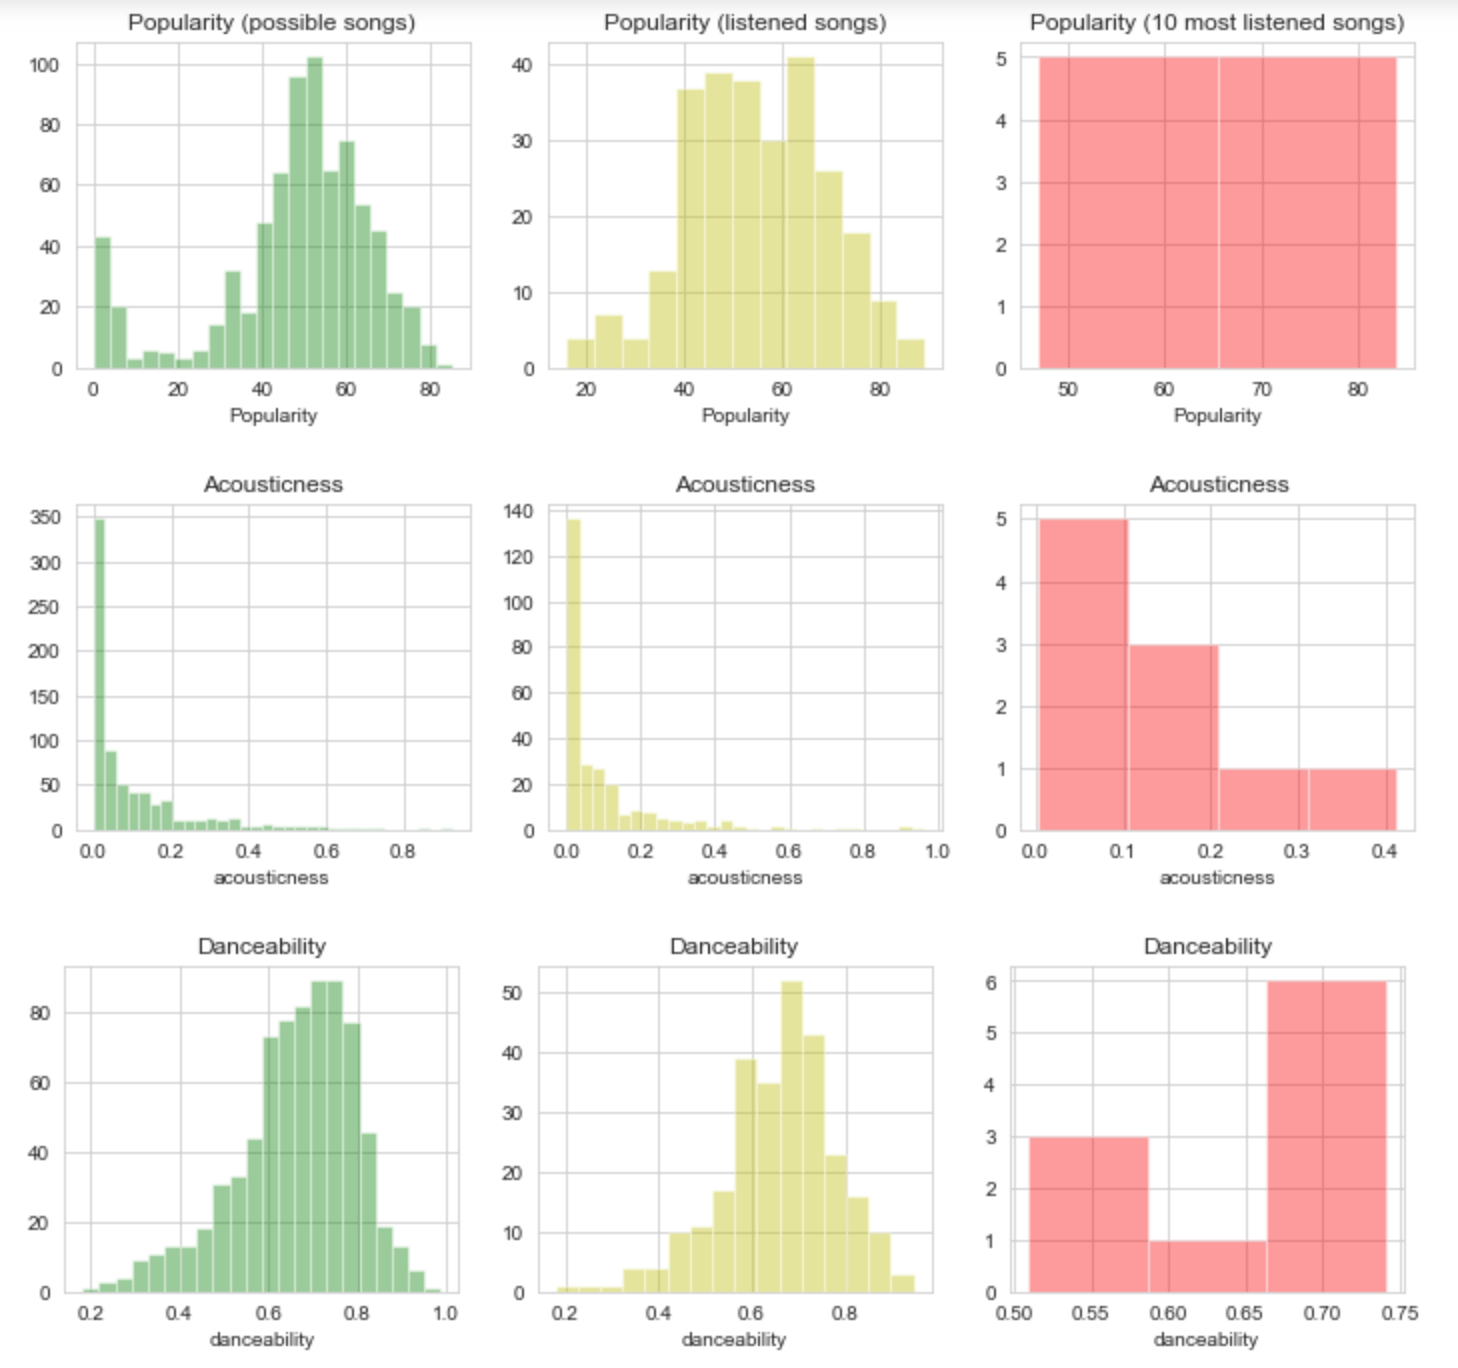 Popularity (possible songs) Popularity (listened songs) Popularity (10 most listened songs)
100
80
60
40
20
0
0 20 40 60 80
Popularity
40
30
20
10
0
20 40 60 80
Popularity
5
4
3
2
1
0
50 60 70 80
Popularity
Acousticness Acousticness Acousticness
350
300
250
200
150
100
50
0
0.0 0.2 0.4 0.6 0.8
acousticness
140
120
100
80
60
40
20
0
0.0 0.2 0.4 0.6 0.8 1.0
acousticness
5
4
3
2
1
0
0.0 0.1 0.2 0.3 0.4
acousticness
Danceability Danceability Danceability
80
60
40
20
0
0.2 0.4 0.6 0.8 1.0
danceability
50
40
30
20
10
0
0.2 0.4 0.6 0.8
danceability
6
5
4
3
2
1
0
0.50 0.55 0.60 0.65 0.70 0.75
danceability